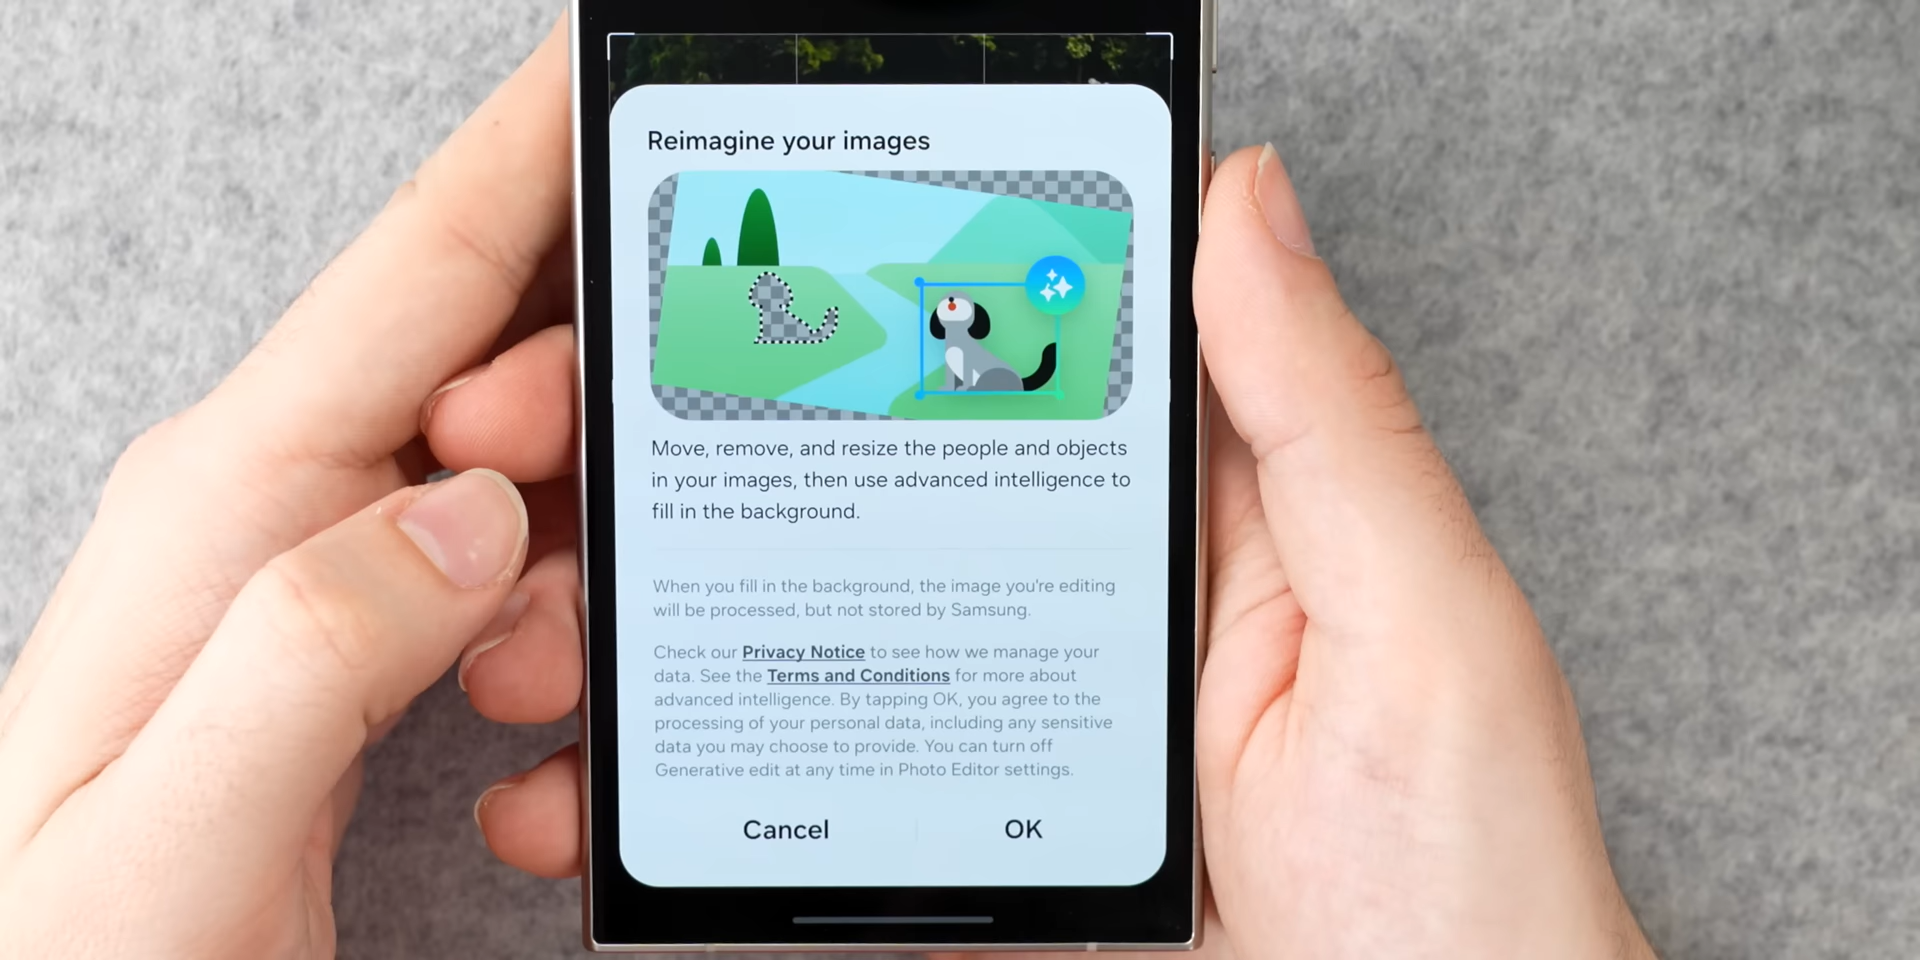 Reimagine your images
Move, remove, and resize the people and objects
in your images, then use advanced intelligence to
fill in the background.
When you fill in the background, the image you're editing
will be processed, but not stored by Samsung.
Check our Privacy Notice to see how we manage your
data. See the Terms and Conditions for more about
advanced intelligence. By tapping OK, you agree to the
processing of your personal data, including any sensitive
data you may choose to provide. You can turn off
Generative edit at any time in Photo Editor settings.
Cancel OK